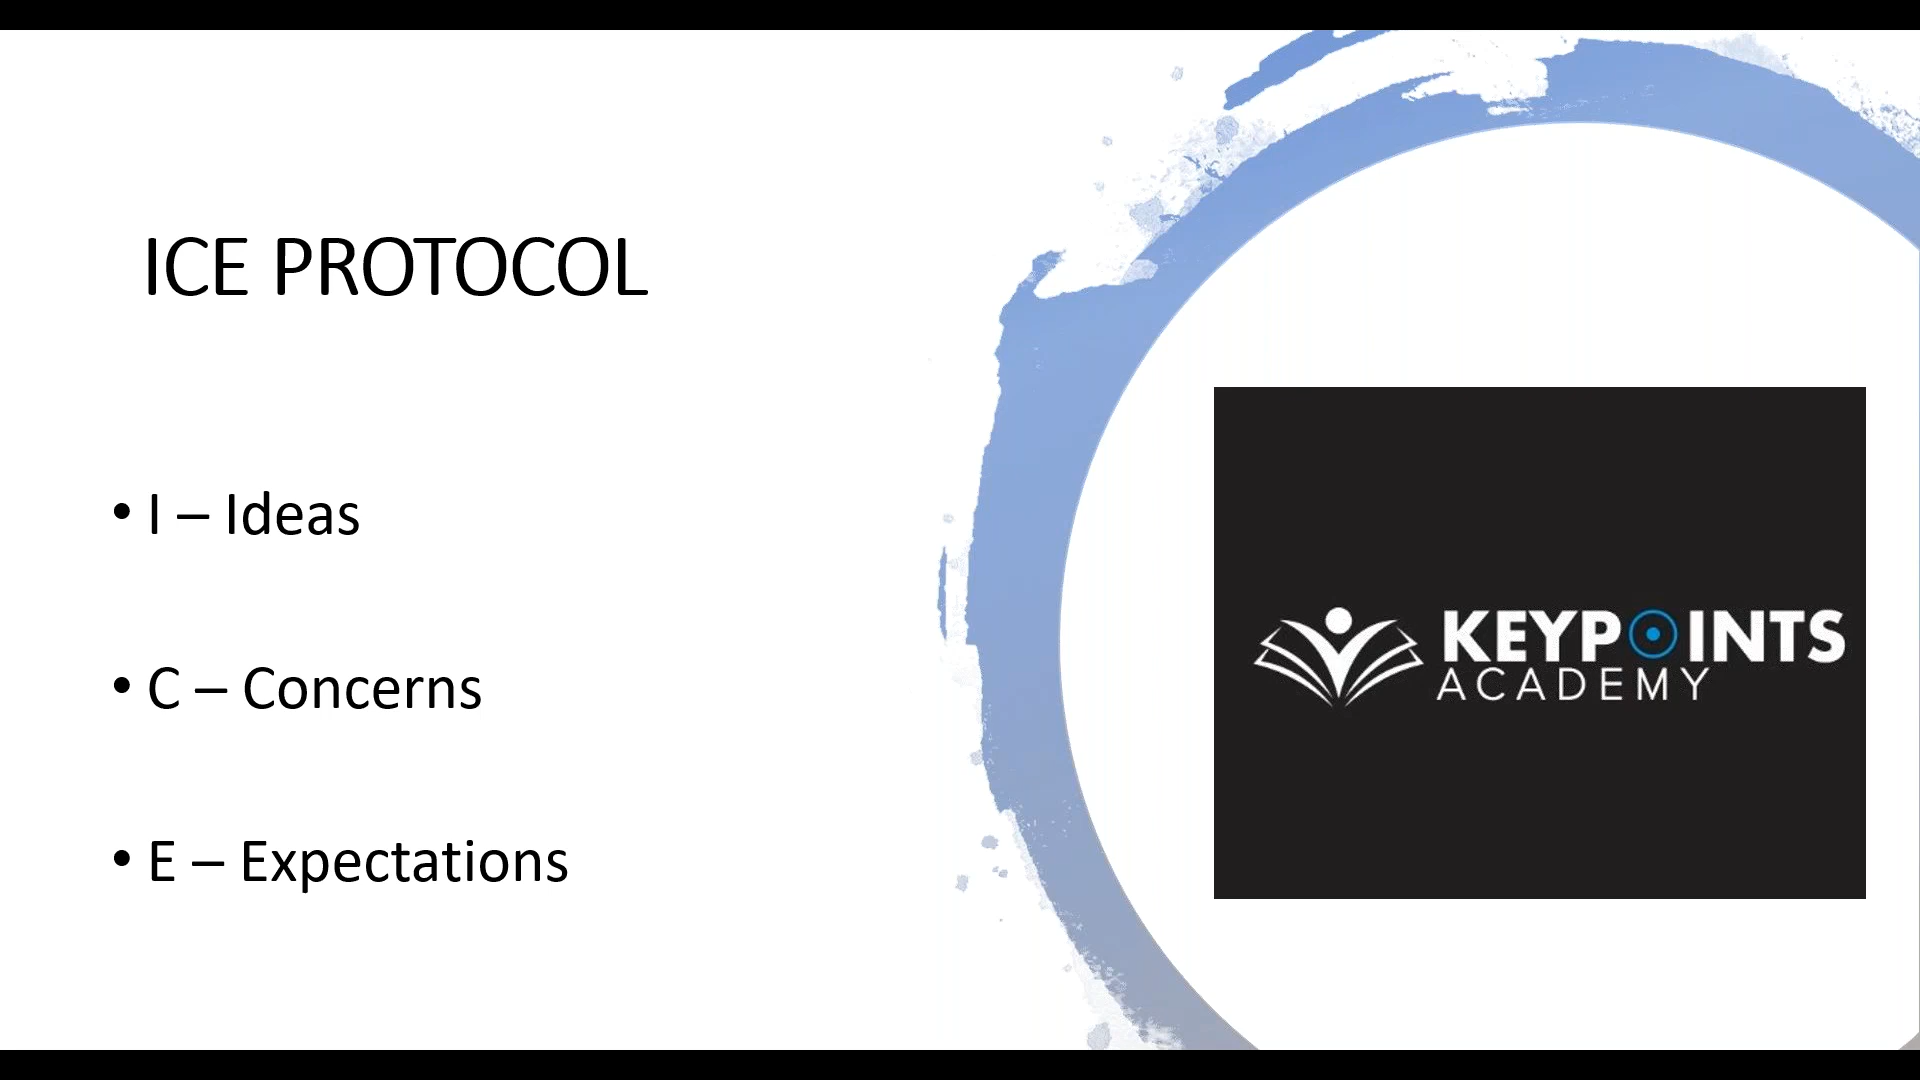 ICE PROTOCOL
• I – Ideas
• C – Concerns
• E – Expectations
KEYPOINTS
ACADEMY